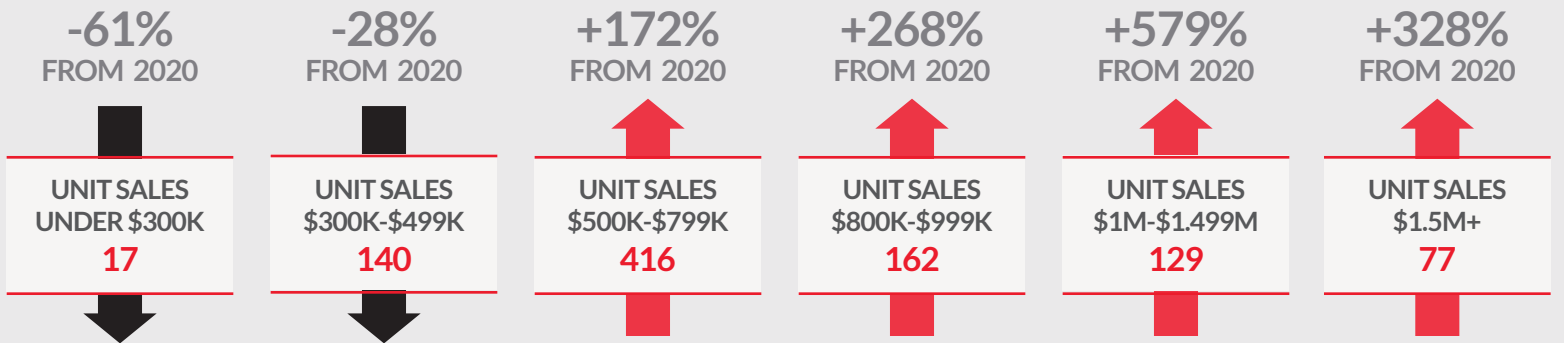 -61%
FROM 2020
UNIT SALES
UNDER $300K
17
-28%
FROM 2020
UNIT SALES
$300K-$499K
140
+172%
FROM 2020
UNIT SALES
$500K-$799K
416
+268%
FROM 2020
UNIT SALES
$800K-$999K
162
+579%
FROM 2020
UNIT SALES
$1M-$1.499M
129
+328%
FROM 2020
UNIT SALES
$1.5M+
77